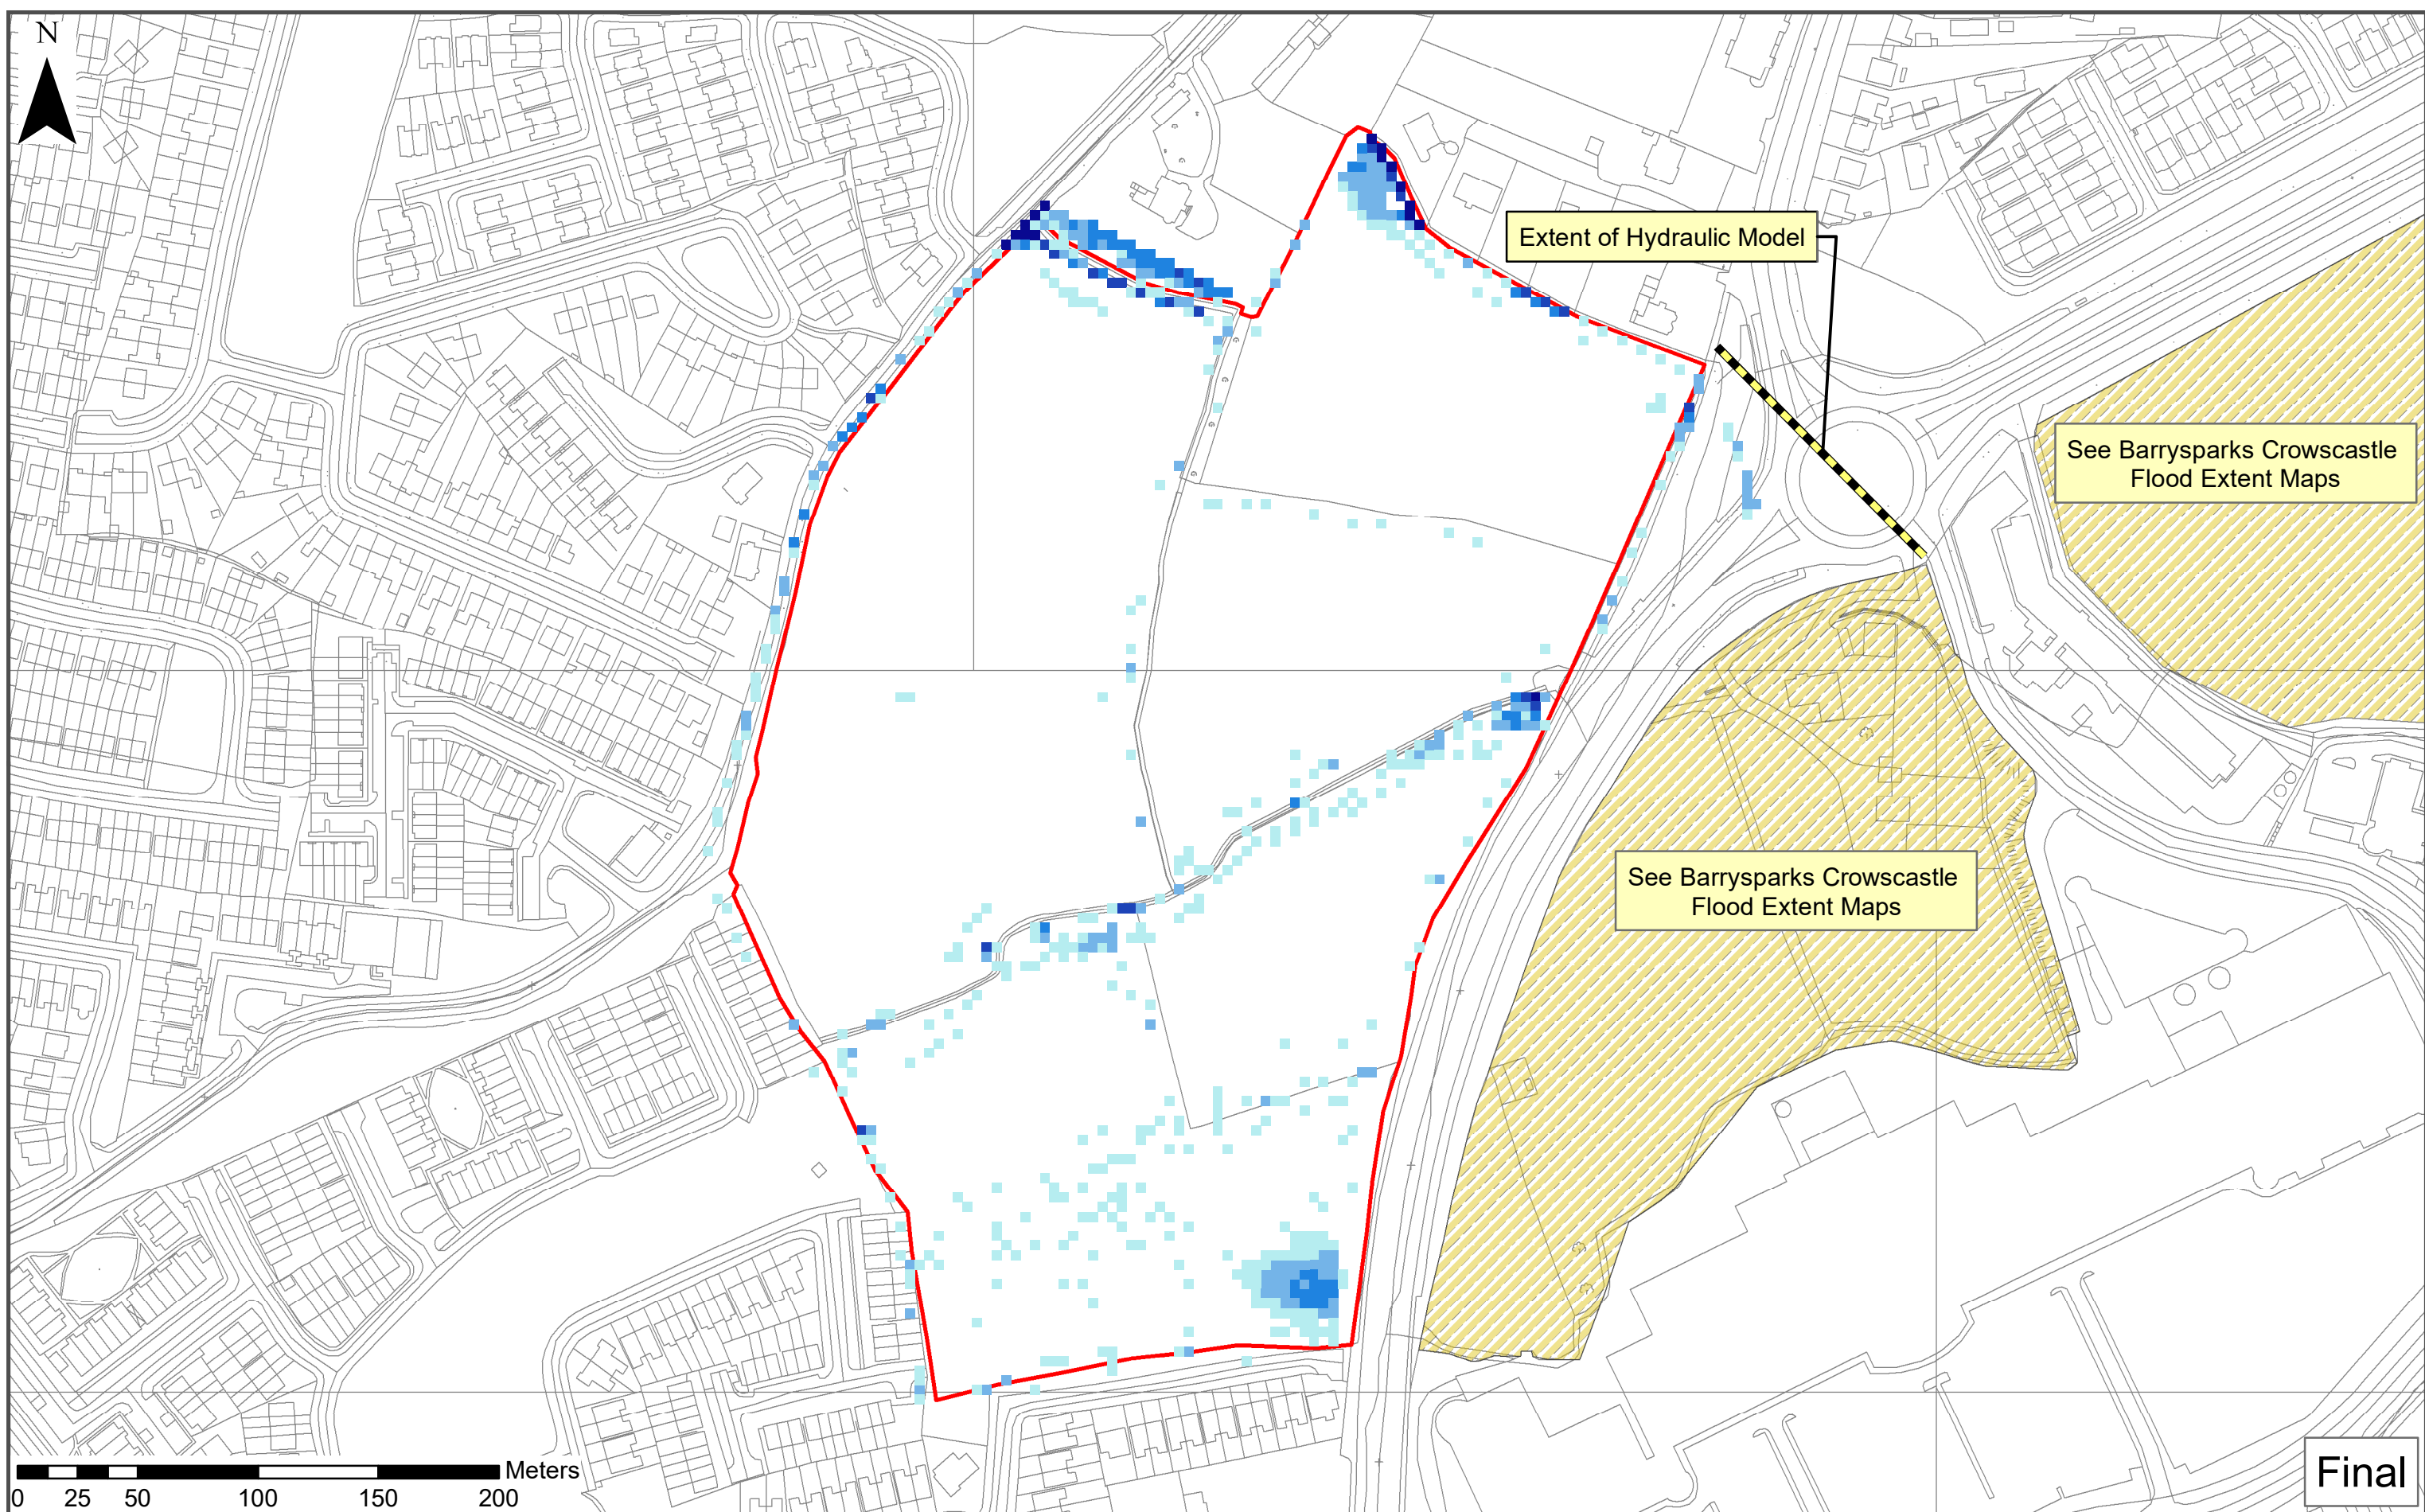 N
Extent of Hydraulic Model
See Barrysparks Crowscastle
Flood Extent Maps
See Barrysparks Crowscastle
Flood Extent Maps
Meters
0 25 50 100 150 200
Final